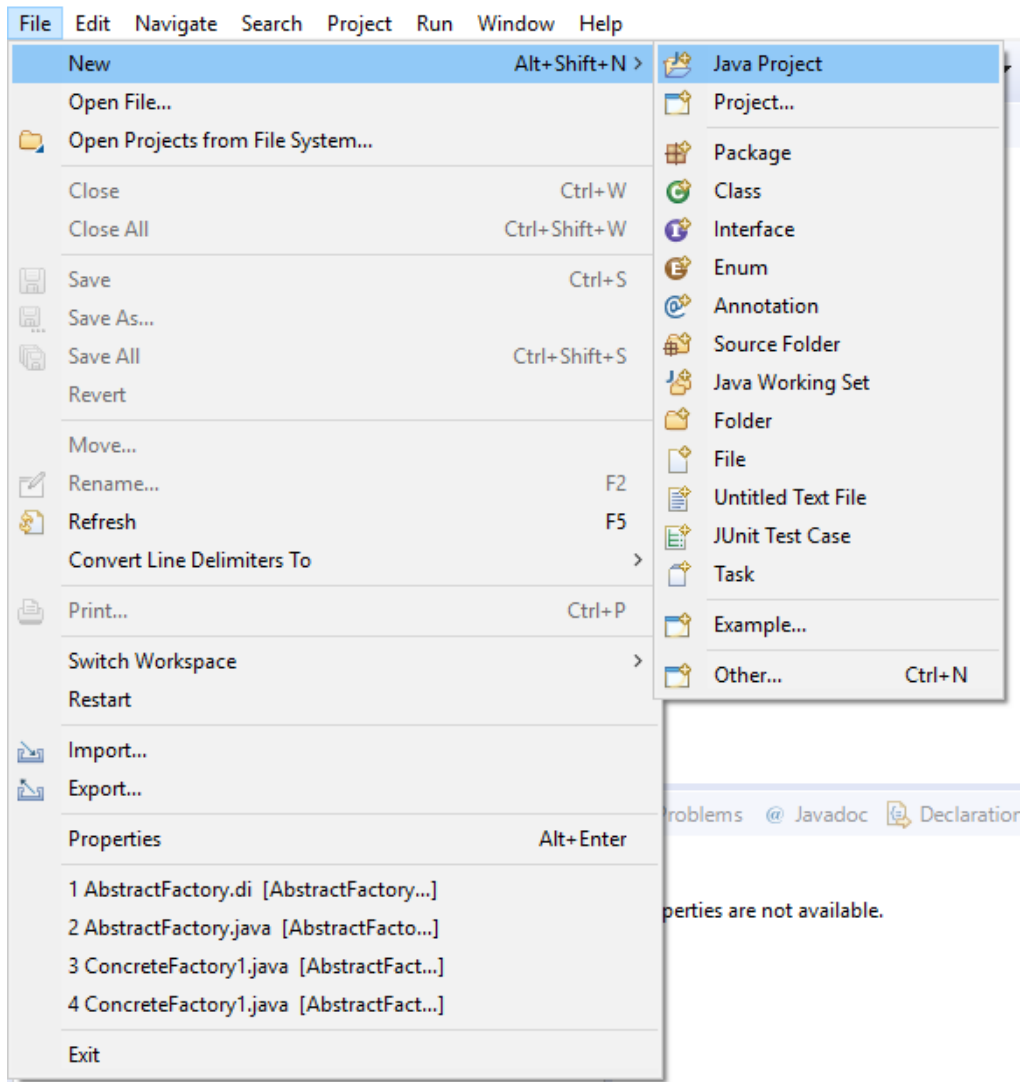 File Edit Navigate Search Project Run Window Help
New Alt+Shift+N >
Open File...
Open Projects from File System...
Close Ctrl+W
Close All Ctrl+Shift+W
Save Ctrl+S
Save As...
Save All Ctrl+Shift+S
Revert
Move...
Rename... F2
Refresh F5
Convert Line Delimiters To >
Print... Ctrl+P
Switch Workspace >
Restart
Import...
Export...
Properties Alt+Enter
1 AbstractFactory.di [AbstractFactory...]
2 AbstractFactory.java [AbstractFacto...]
3 ConcreteFactory1.java [AbstractFact...]
4 ConcreteFactory1.java [AbstractFact...]
Exit
Java Project
Project...
Package
Class
Interface
Enum
Annotation
Source Folder
Java Working Set
Folder
File
Untitled Text File
JUnit Test Case
Task
Example...
Other... Ctrl+N
roblems @ Javadoc Declaration
perties are not available.